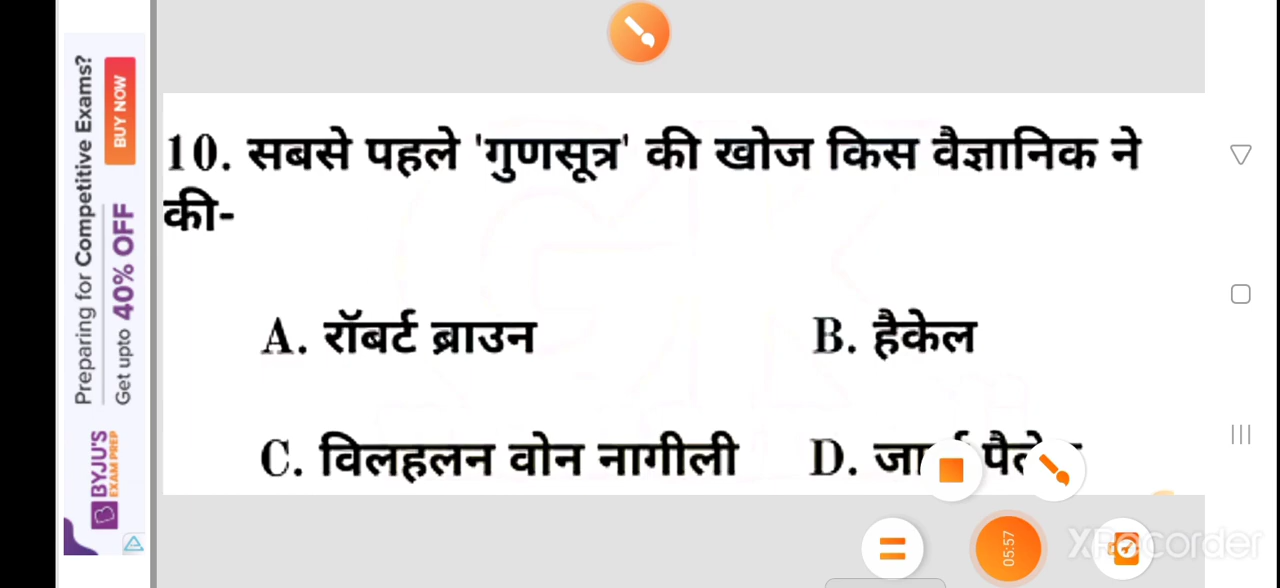 10. सबसे पहले 'गुणसूत्र' की खोज किस वैज्ञानिक ने
की-
A. रॉबर्ट ब्राउन
B. हैकेल
C. विलहलन वोन नागीली
D.
Preparing for Competitive Exams?
Get upto 40% OFF
BUY NOW
BYJU'S
EXAM PREP
05:57
XRecorder